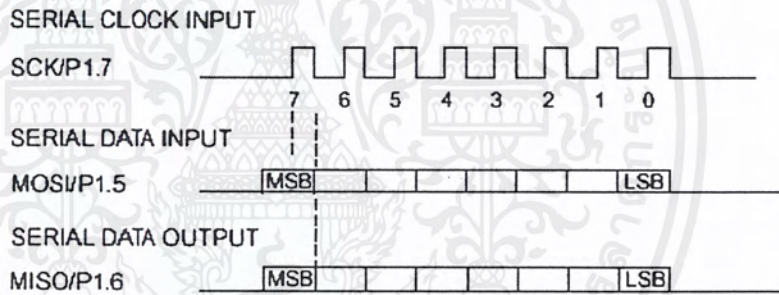 SERIAL CLOCK INPUT
SCK/P1.7
7 6 5 4 3 2 1 0
SERIAL DATA INPUT
MOSI/P1.5
MSB LSB
SERIAL DATA OUTPUT
MISO/P1.6
MSB LSB